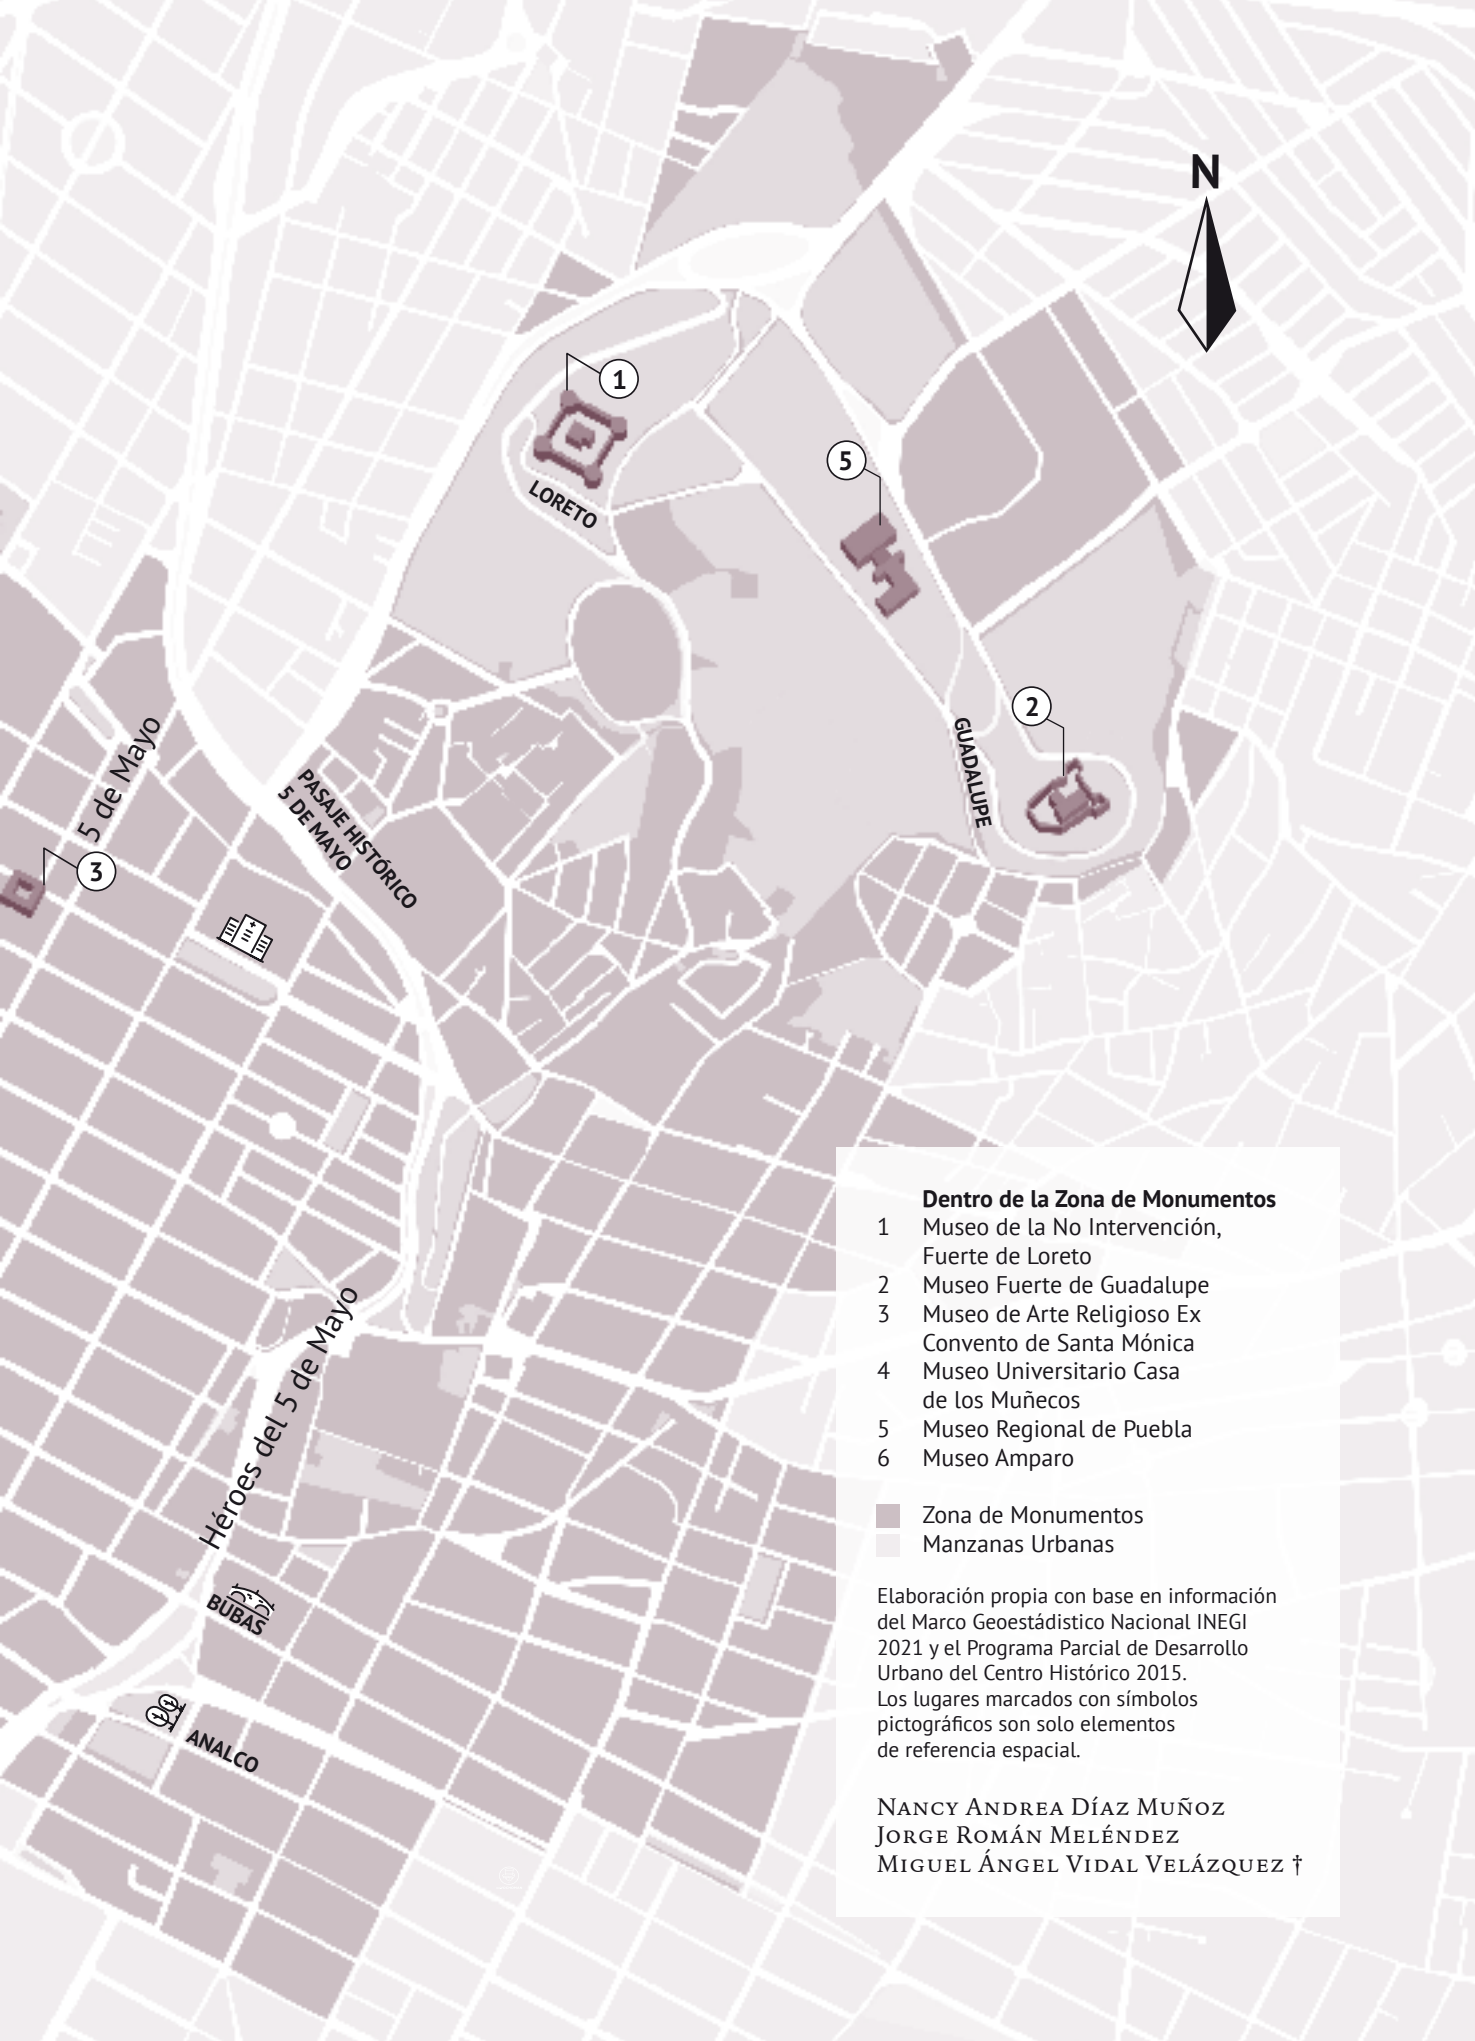 N
1
5
LORETO
2
GUADALUPE
5 de Mayo
PASAJE HISTÓRICO
5 DE MAYO
3
Héroes del 5 de Mayo
BUBAS
ANALCO
Dentro de la Zona de Monumentos
1 Museo de la No Intervención,
Fuerte de Loreto
2 Museo Fuerte de Guadalupe
3 Museo de Arte Religioso Ex
Convento de Santa Mónica
4 Museo Universitario Casa
de los Muñecos
5 Museo Regional de Puebla
6 Museo Amparo
Zona de Monumentos
Manzanas Urbanas
Elaboración propia con base en información
del Marco Geoestádistico Nacional INEGI
2021 y el Programa Parcial de Desarrollo
Urbano del Centro Histórico 2015.
Los lugares marcados con símbolos
pictográficos son solo elementos
de referencia espacial.
Nancy Andrea Díaz Muñoz
Jorge Román Meléndez
Miguel Ángel Vidal Velázquez †